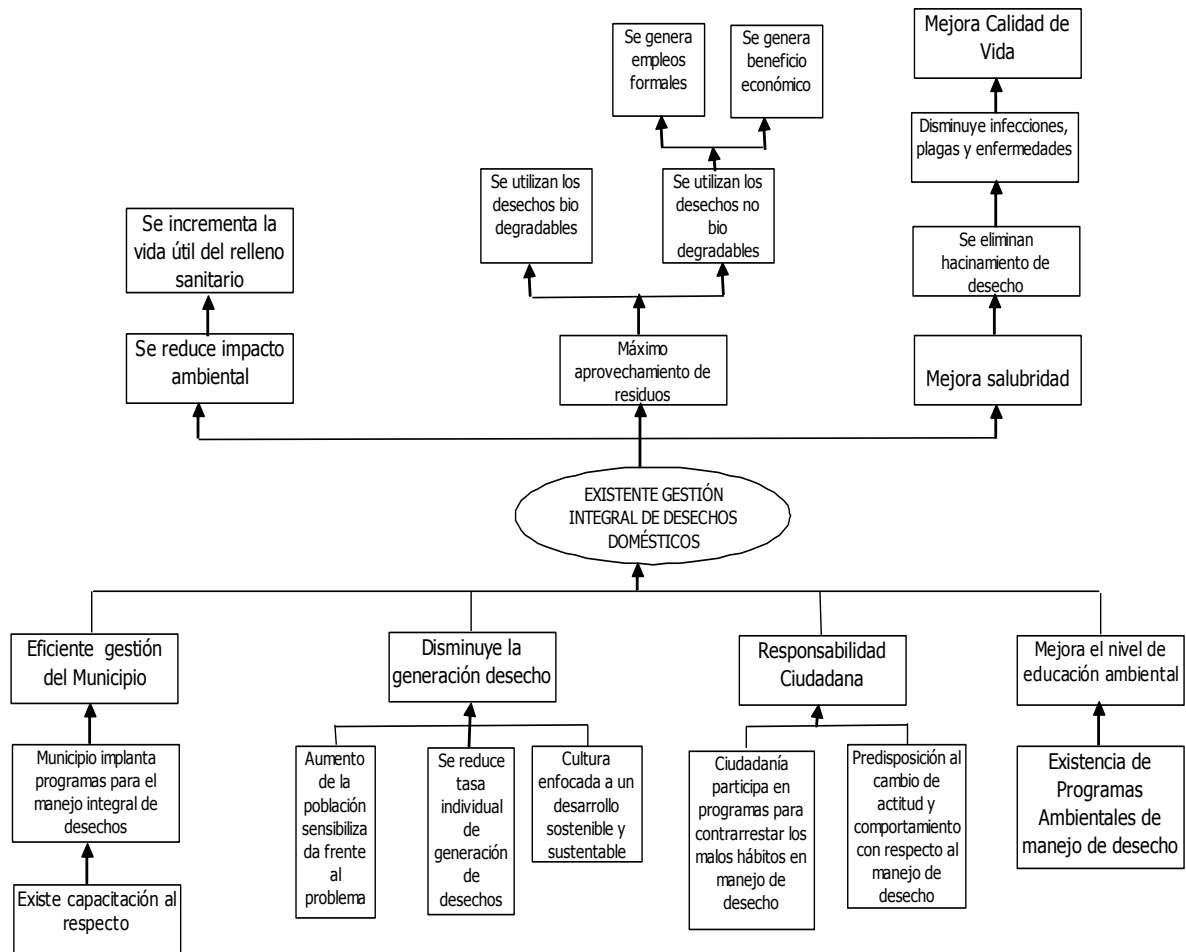 Se genera
empleos
formales
Se genera
beneficio
económico
Mejora Calidad de
Vida
Disminuye infecciones,
plagas y enfermedades
Se utilizan los
desechos bio
degradables
Se utilizan los
desechos no
bio
degradables
Se incrementa la
vida útil del relleno
sanitario
Se eliminan
hacinamiento de
desecho
Se reduce impacto
ambiental
Máximo
aprovechamiento de
residuos
Mejora salubridad
EXISTENTE GESTIÓN
INTEGRAL DE DESECHOS
DOMÉSTICOS
Eficiente gestión
del Municipio
Disminuye la
generación desecho
Responsabilidad
Ciudadana
Mejora el nivel de
educación ambiental
Municipio implanta
programas para el
manejo integral de
desechos
Aumento
de la
población
sensibiliza
da frente
al
problema
Se reduce
tasa
individual
de
generación
de
desechos
Cultura
enfocada a un
desarrollo
sostenible y
sustentable
Ciudadanía
participa en
programas para
contrarrestar los
malos hábitos en
manejo de
desecho
Predisposición al
cambio de
actitud y
comportamiento
con respecto al
manejo de
desecho
Existencia de
Programas
Ambientales de
manejo de desecho
Existe capacitación al
respecto